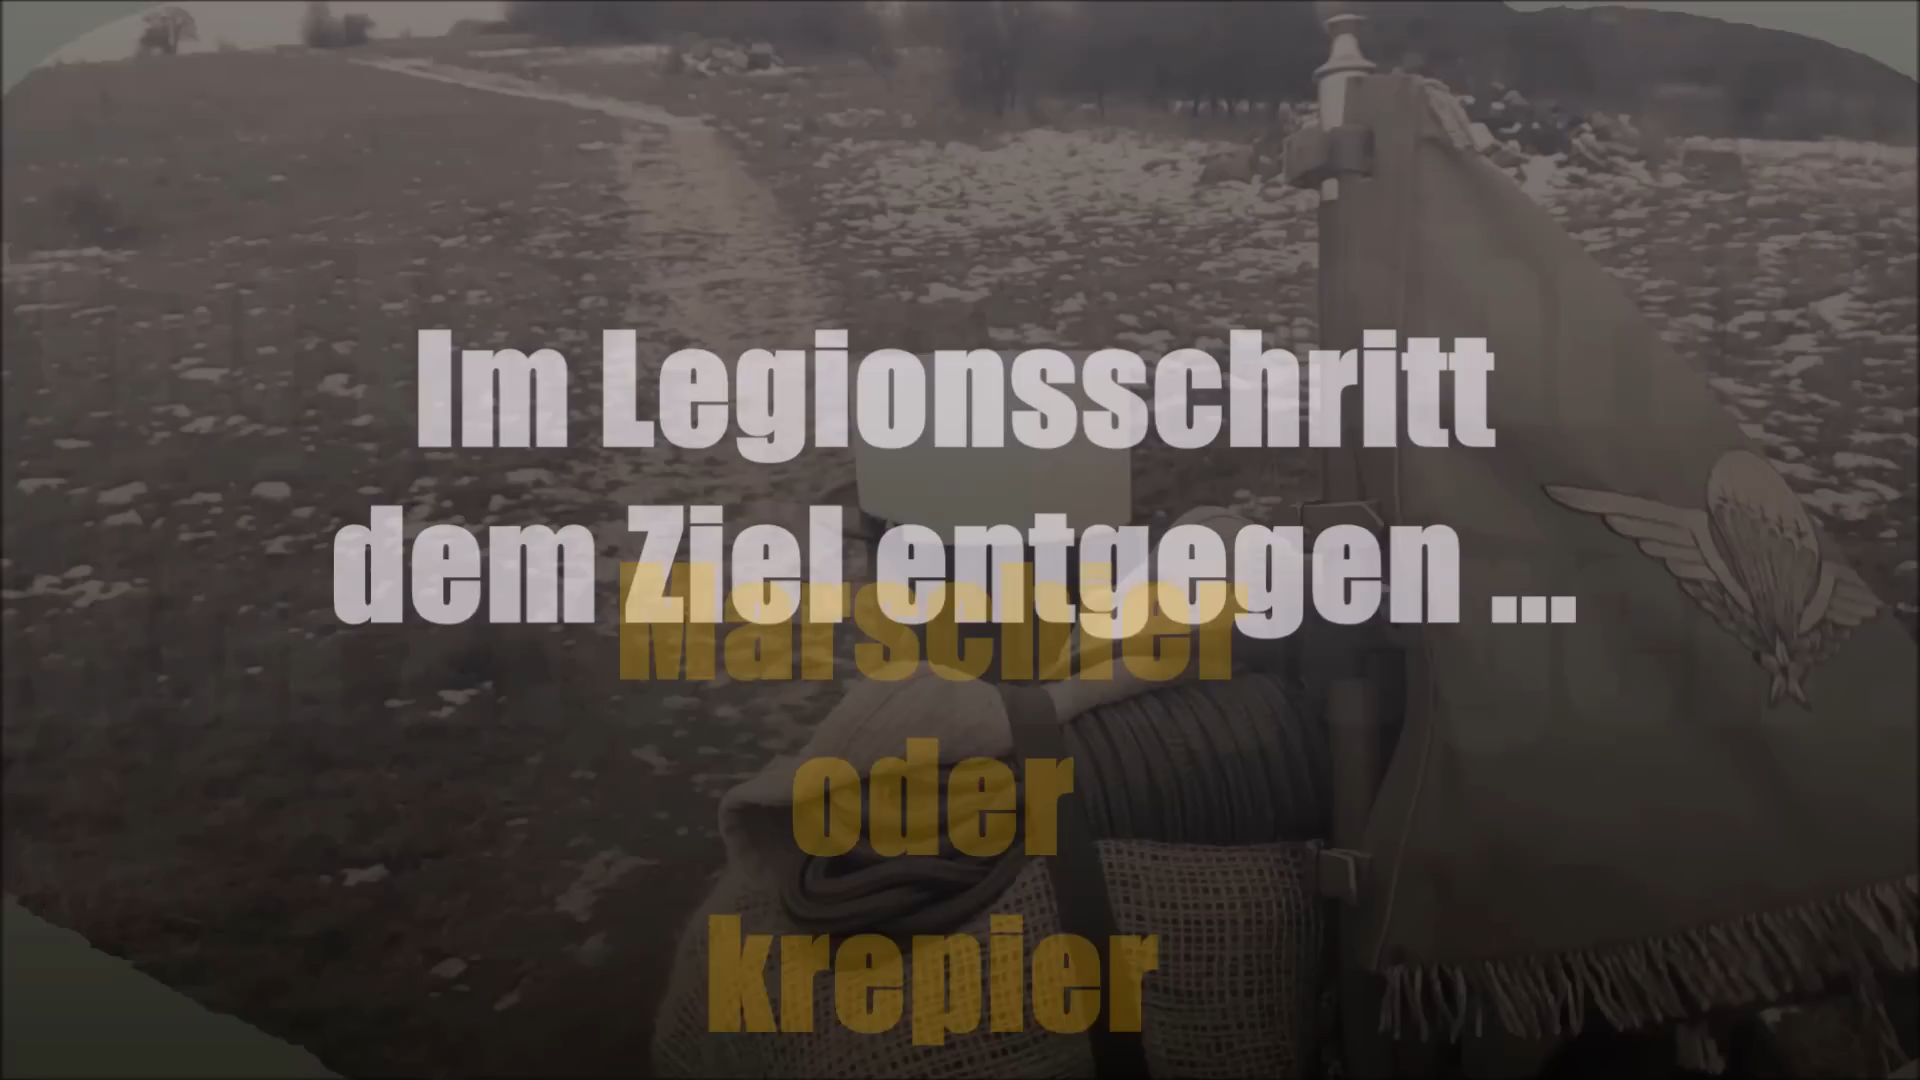 Im Legionsschritt
dem Ziel entgegen ...
Marschier
oder
krepier